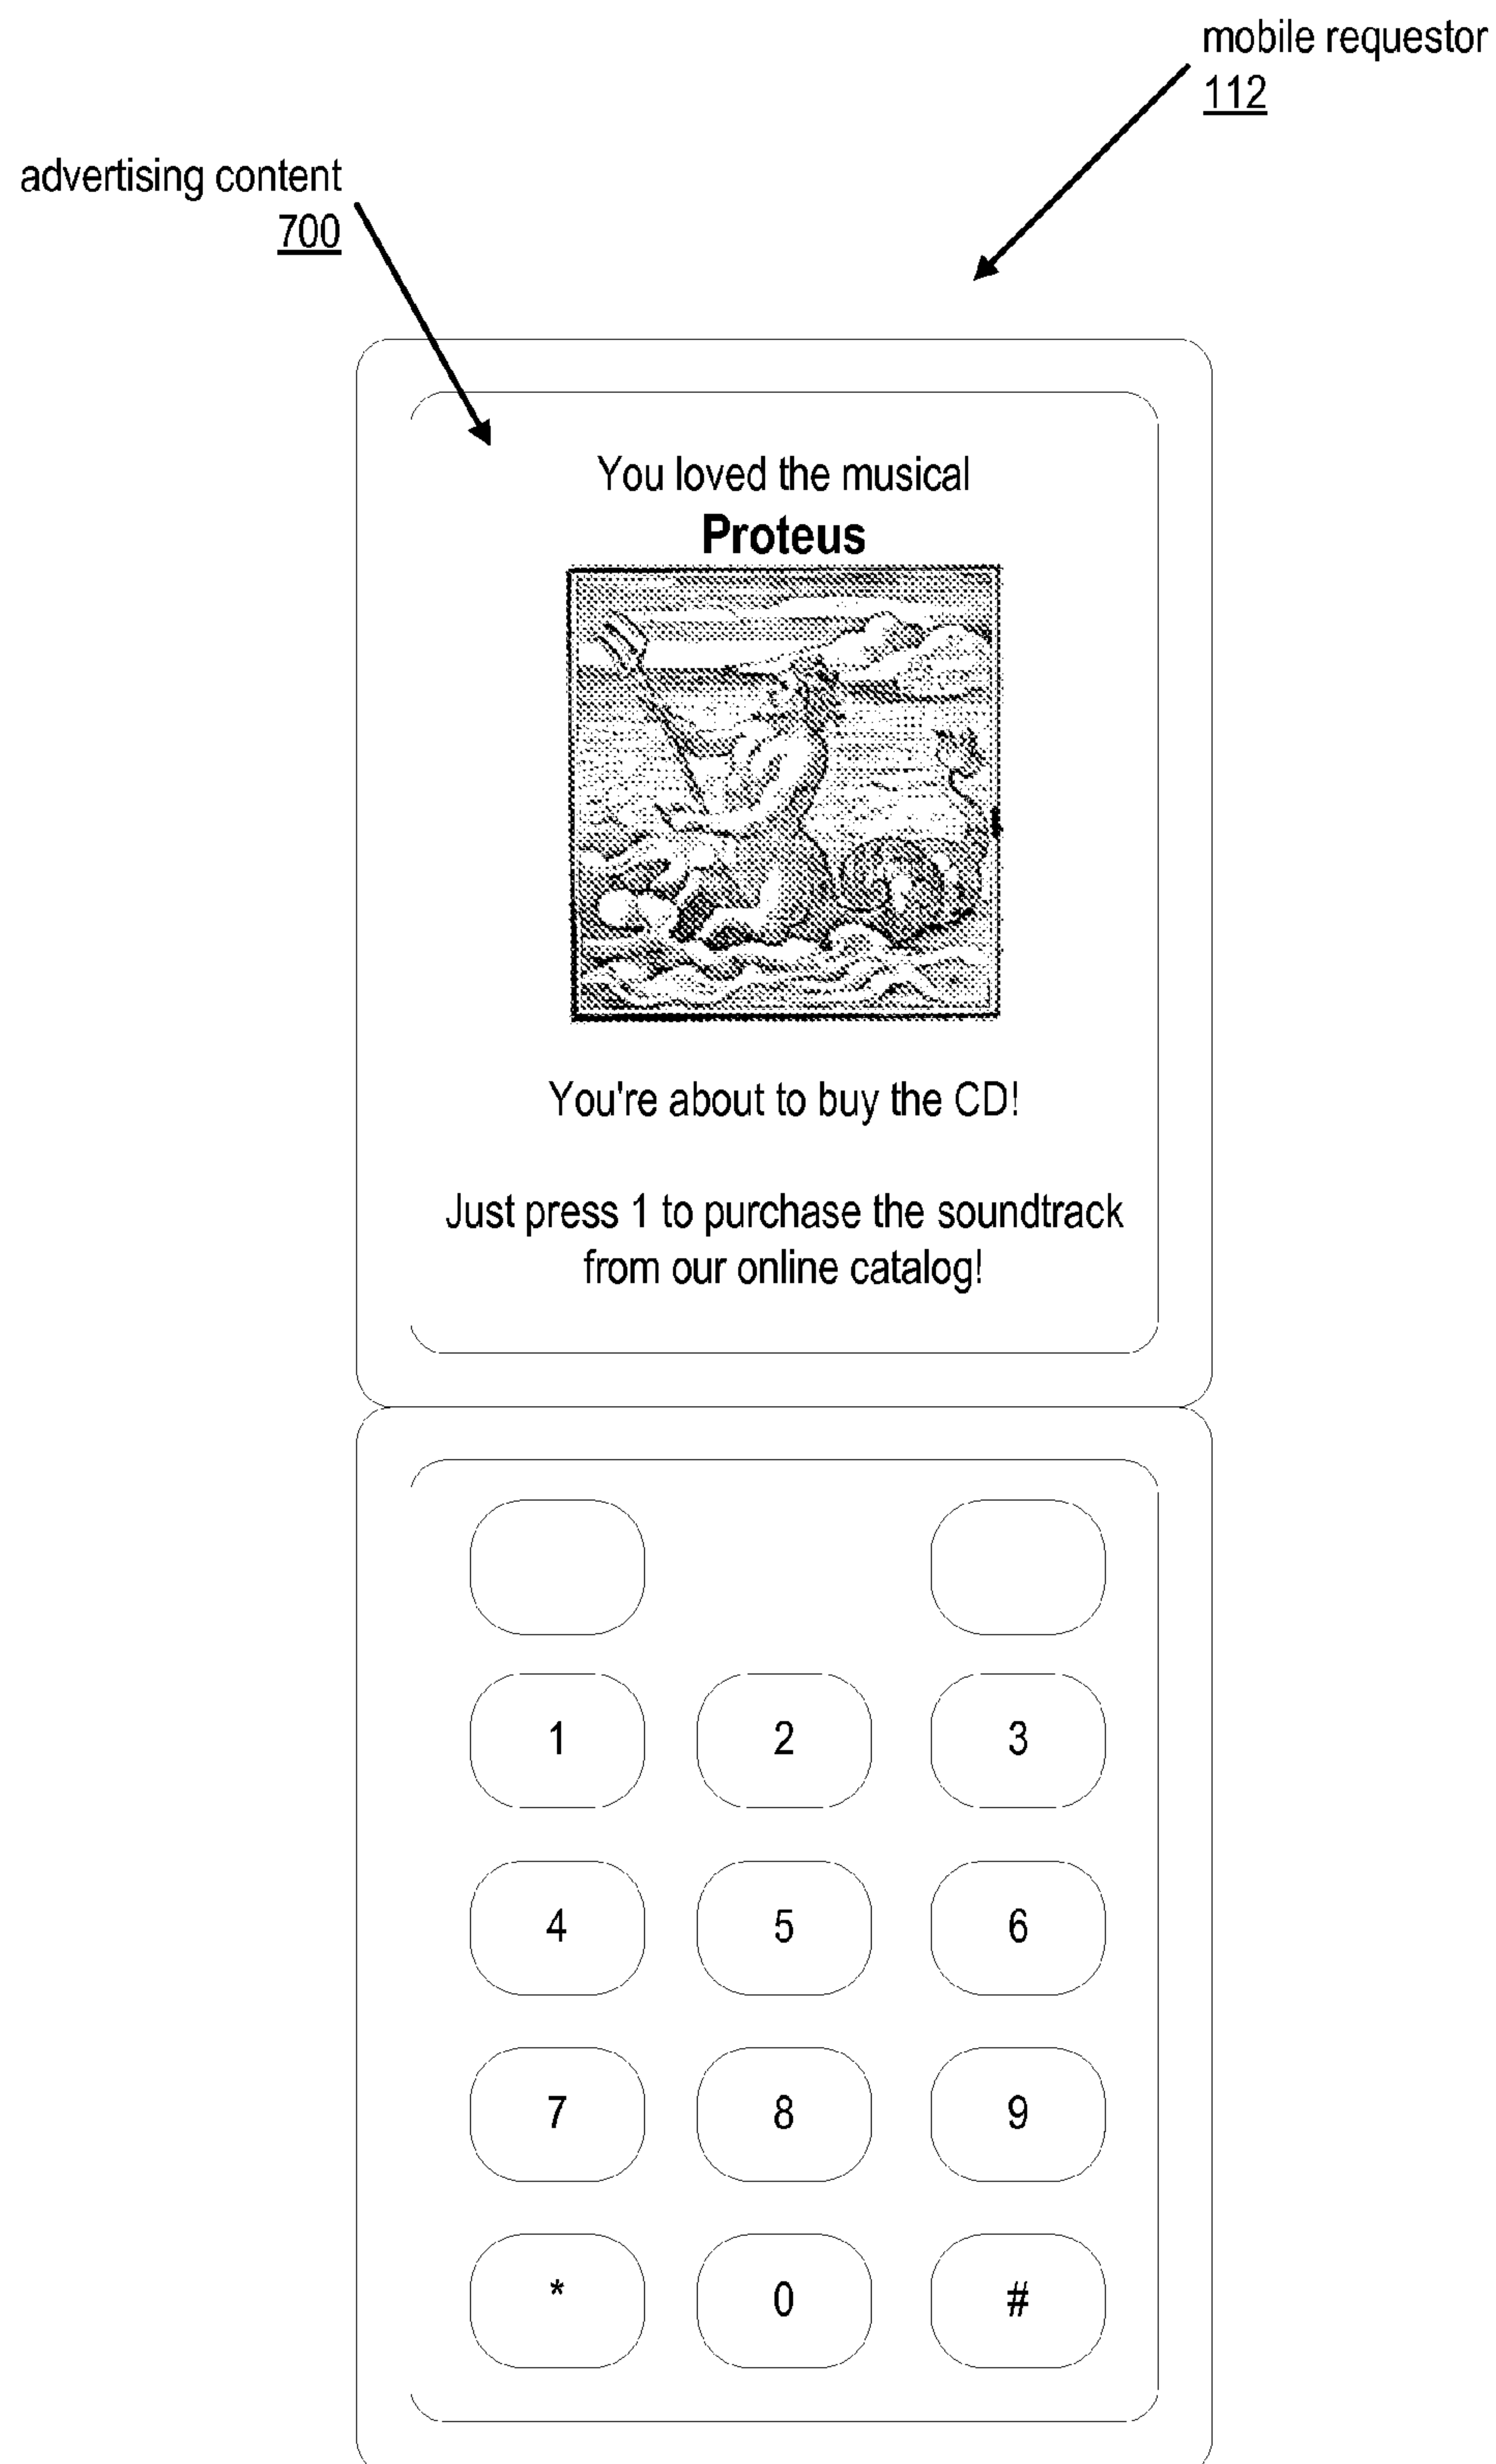 mobile requestor
112
advertising content
700
You loved the musical
Proteus
You're about to buy the CD!
Just press 1 to purchase the soundtrack
from our online catalog!
1 2 3
4 5 6
7 8 9
* 0 #